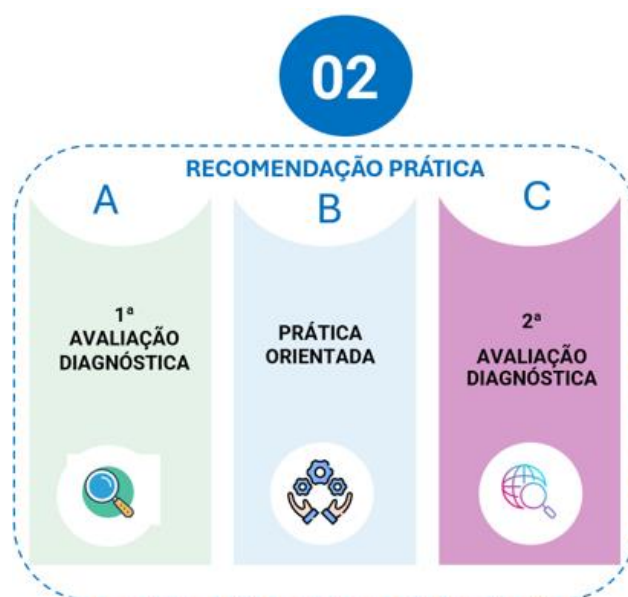 02
RECOMENDAÇÃO PRÁTICA
A
1ª
AVALIAÇÃO
DIAGNÓSTICA
B
PRÁTICA
ORIENTADA
C
2ª
AVALIAÇÃO
DIAGNÓSTICA